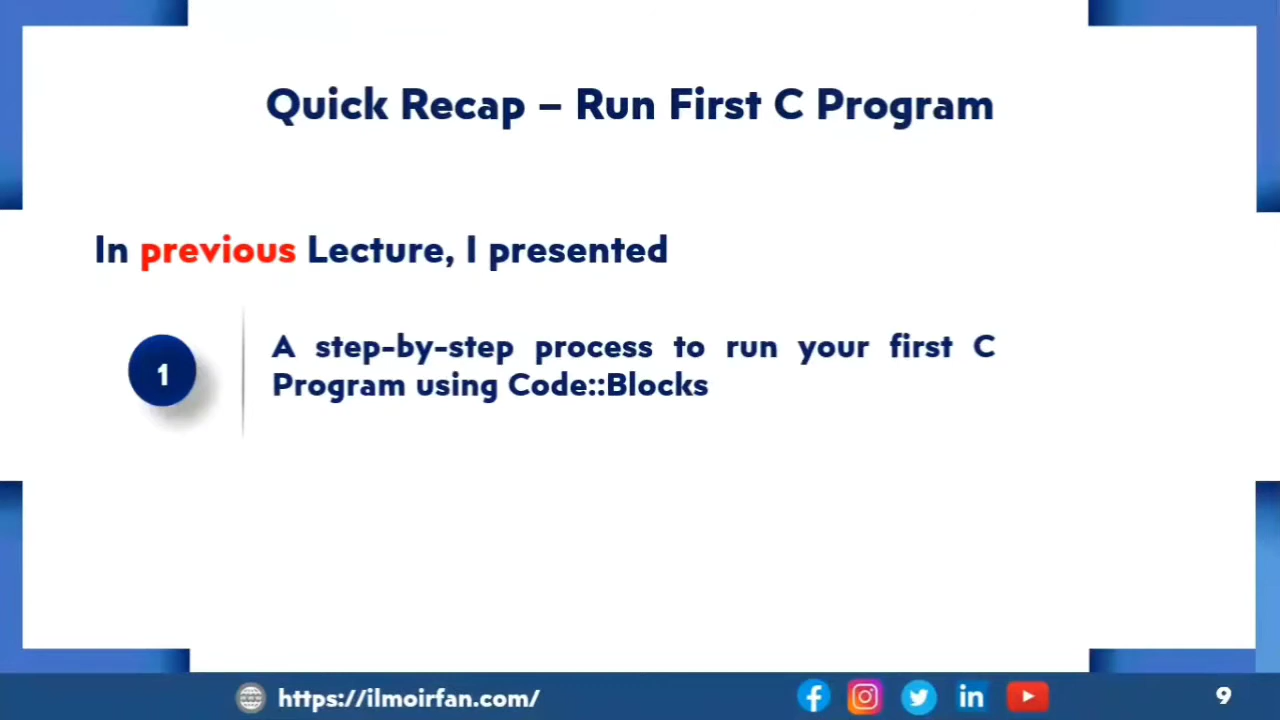 Quick Recap – Run First C Program
In previous Lecture, I presented
1
A step-by-step process to run your first C
Program using Code::Blocks
https://ilmoirfan.com/
9